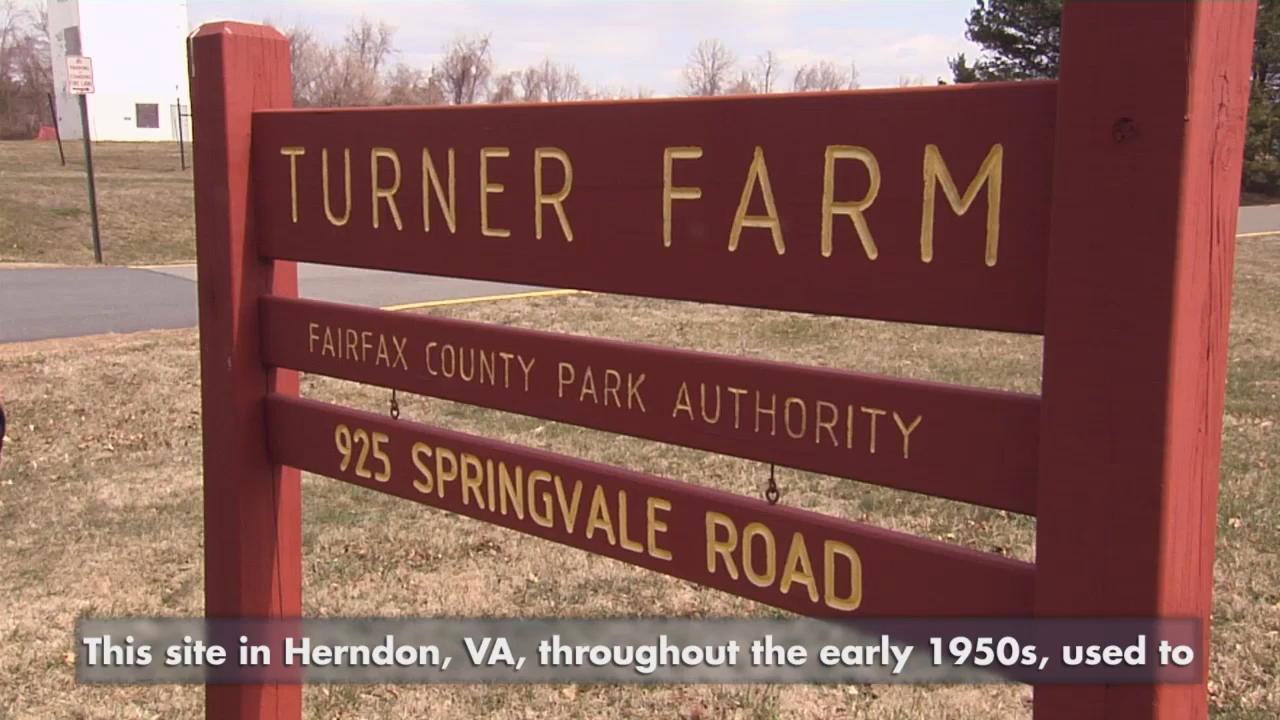 TURNER FARM
FAIRFAX COUNTY PARK AUTHORITY
925 SPRINGVALE ROAD
This site in Herndon, VA, throughout the early 1950s, used to